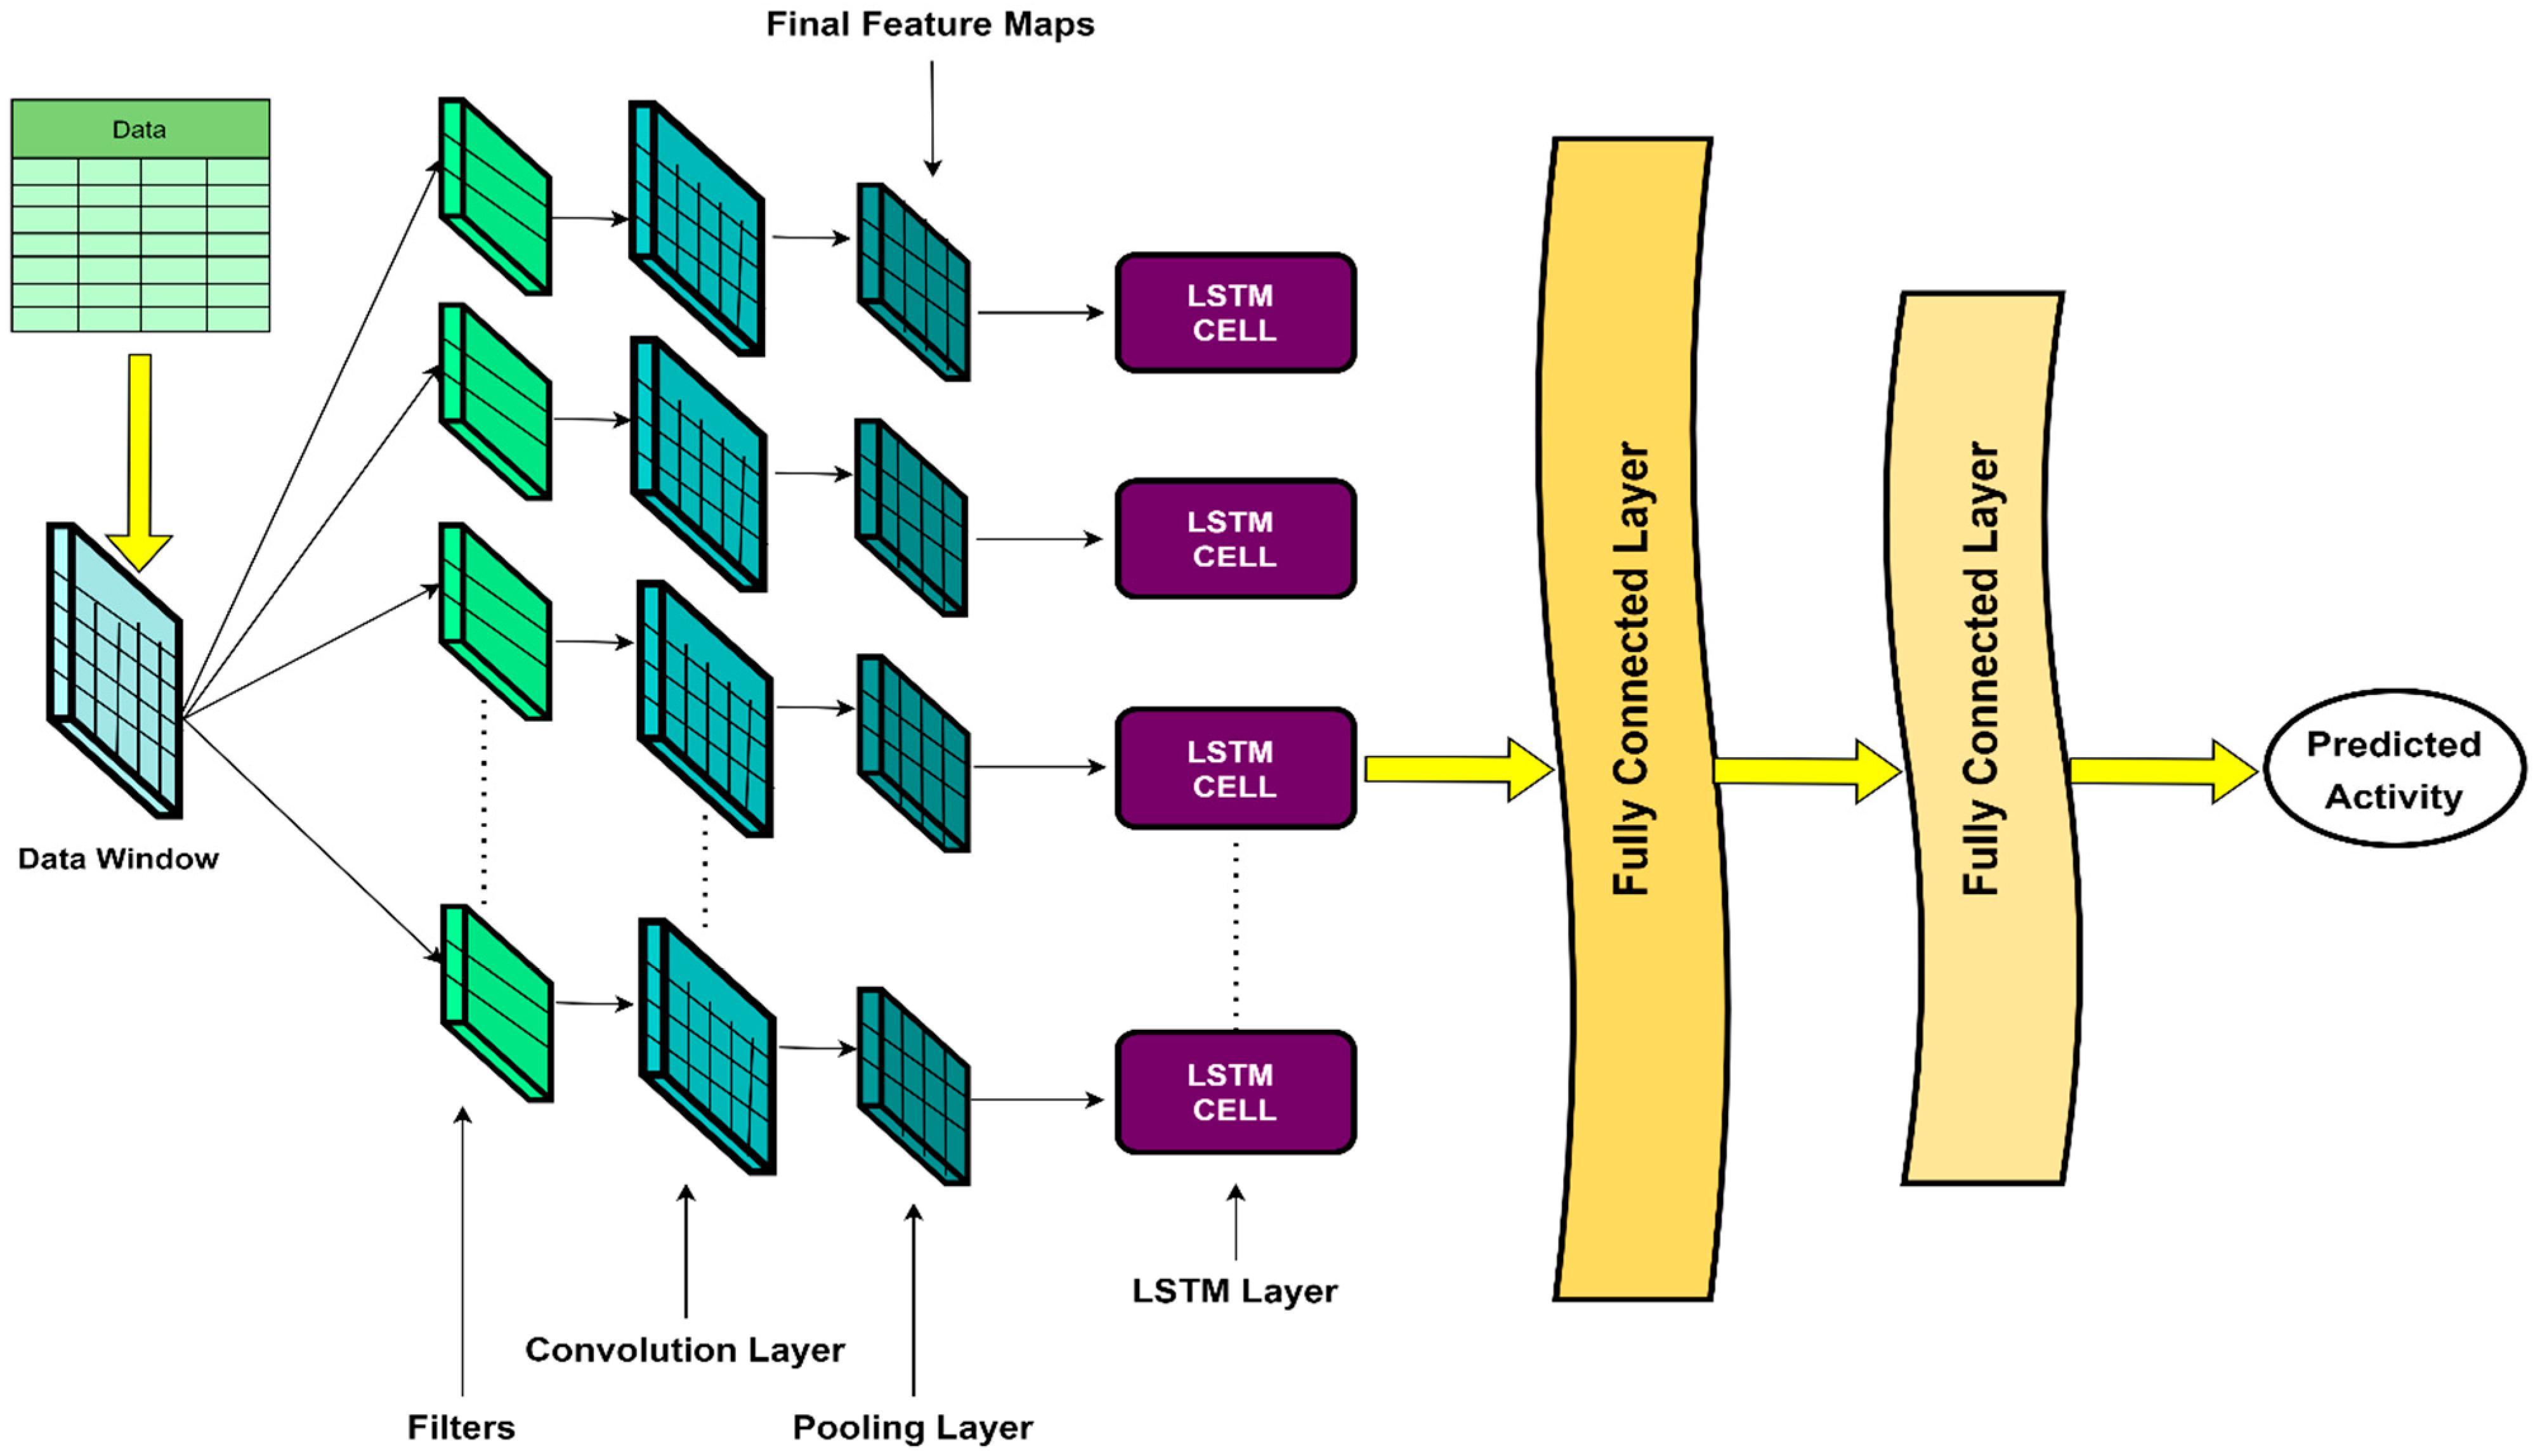 Final Feature Maps
Data
Data Window
LSTM
CELL
LSTM
CELL
LSTM
CELL
LSTM
CELL
Fully Connected Layer
Fully Connected Layer
Predicted
Activity
LSTM Layer
Convolution Layer
Filters
Pooling Layer